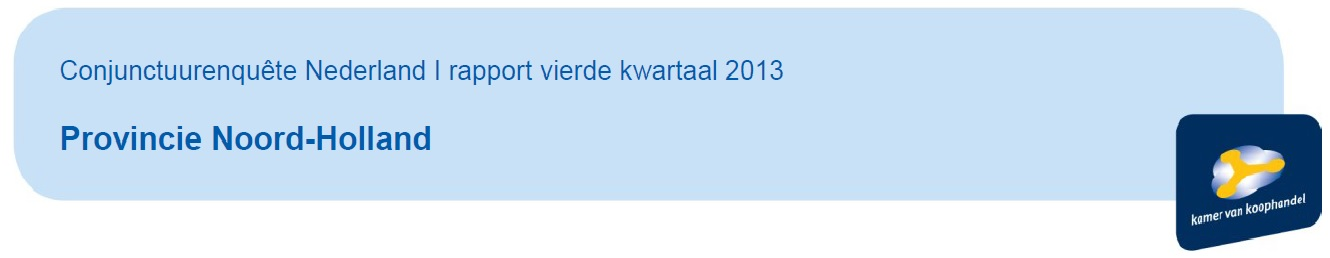 Conjunctuurenquête Nederland I rapport vierde kwartaal 2013
Provincie Noord-Holland
kamer van koophandel